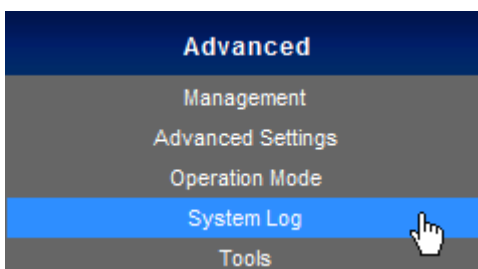 Advanced
Management
Advanced Settings
Operation Mode
System Log
Tools